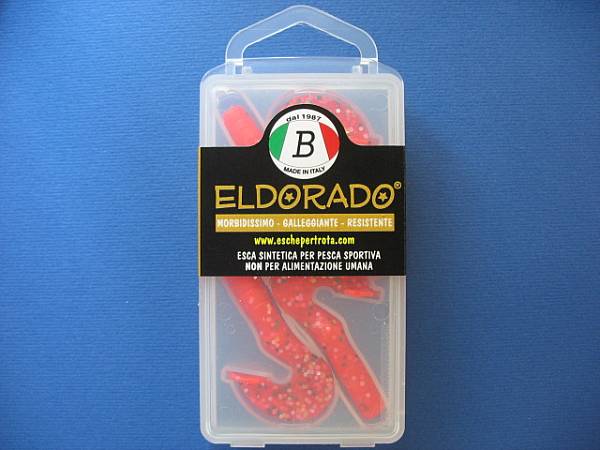 dal 1987
B
MADE IN ITALY
ELDORADO®
MORBIDISSIMO - GALLEGGIANTE - RESISTENTE
www.eschepertrota.com
ESCA SINTETICA PER PESCA SPORTIVA
NON PER ALIMENTAZIONE UMANA